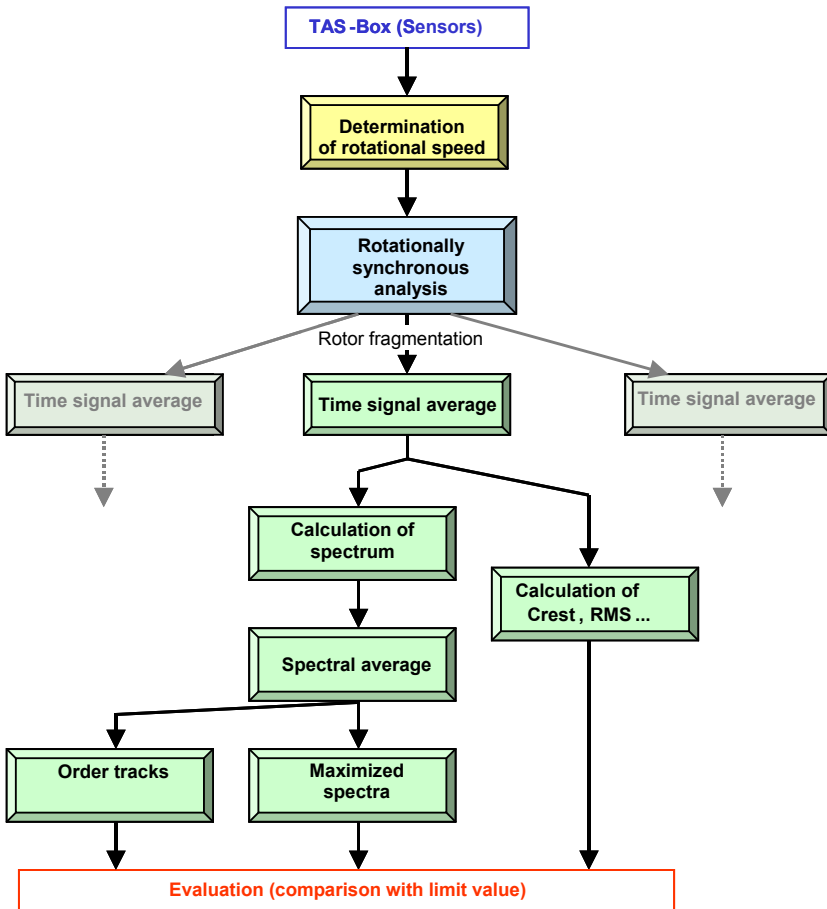 TAS-Box (Sensors)
Determination
of rotational speed
Rotationally
synchronous
analysis
Rotor fragmentation
Time signal average
Time signal average
Time signal average
Calculation of
spectrum
Calculation of
Crest , RMS ...
Spectral average
Order tracks
Maximized
spectra
Evaluation (comparison with limit value)